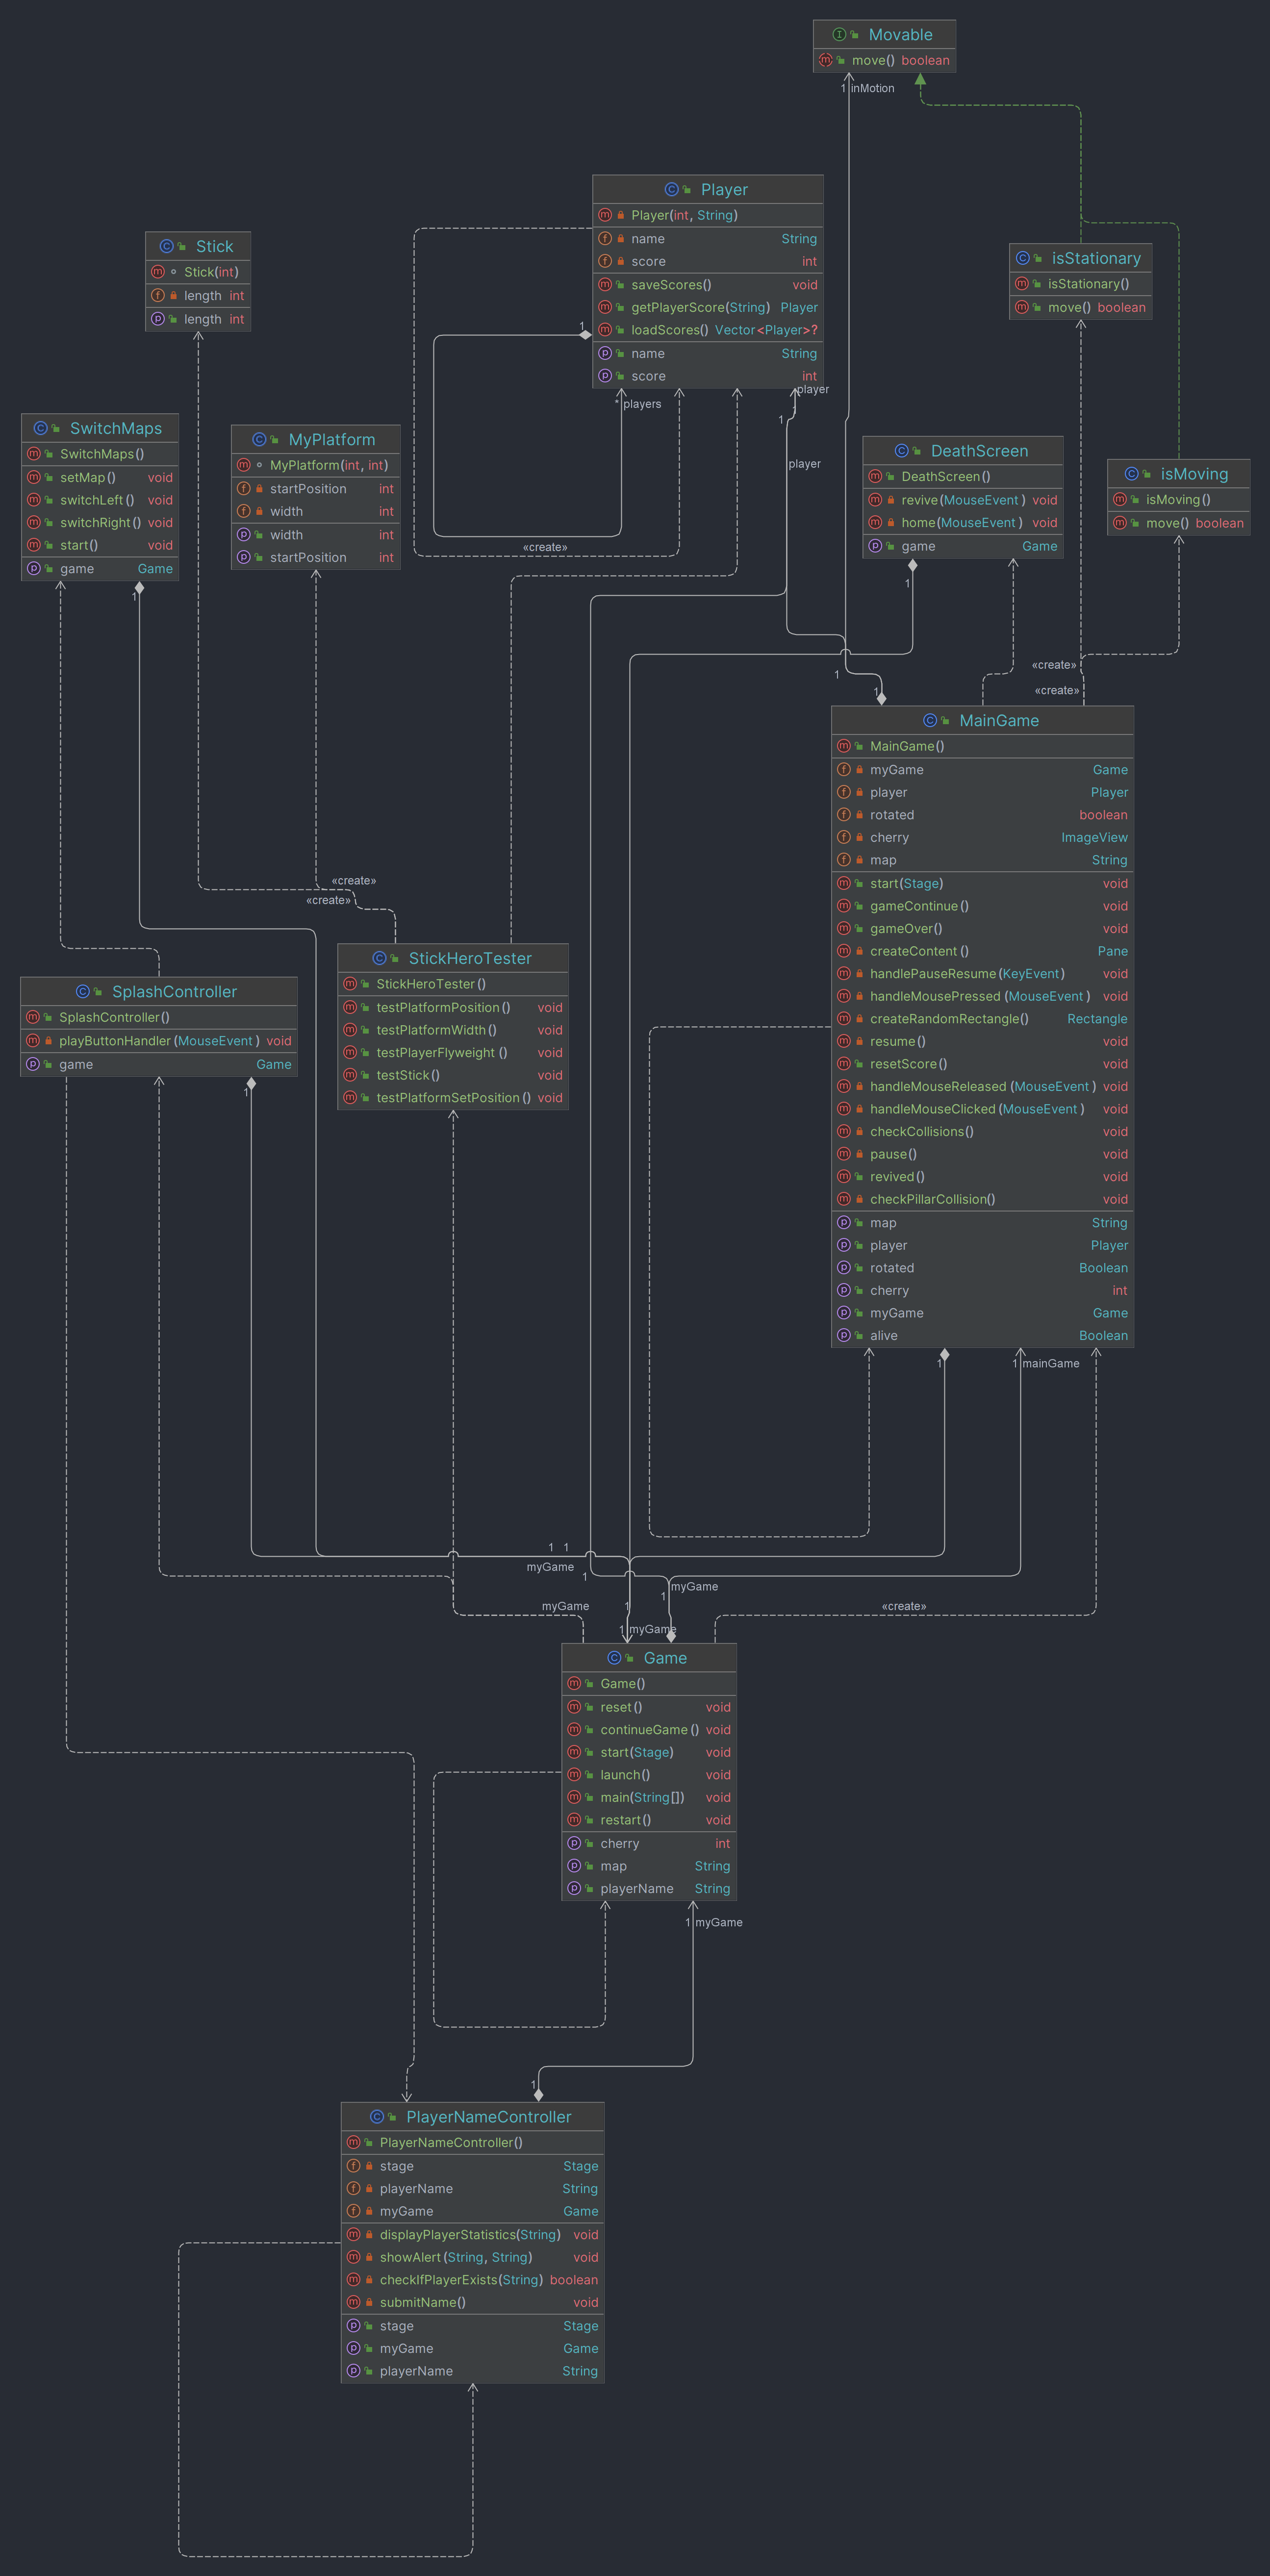 Movable
move() boolean
1 inMotion
Player
Player(int, String)
name String
score int
saveScores() void
getPlayerScore(String) Player
loadScores() Vector<Player>?
name String
score int
1
* players
player
1
1
player
«create»
Stick
Stick(int)
length int
length int
isStationary
isStationary()
move() boolean
SwitchMaps
SwitchMaps()
setMap() void
switchLeft() void
switchRight() void
start() void
game Game
1
MyPlatform
MyPlatform(int, int)
startPosition int
width int
width int
startPosition int
DeathScreen
DeathScreen()
revive(MouseEvent) void
home(MouseEvent) void
game Game
1
isMoving
isMoving()
move() boolean
«create»
«create»
1
1
MainGame
MainGame()
myGame Game
player Player
rotated boolean
cherry ImageView
map String
start(Stage) void
gameContinue() void
gameOver() void
createContent() Pane
handlePauseResume(KeyEvent) void
handleMousePressed(MouseEvent) void
createRandomRectangle() Rectangle
resume() void
resetScore() void
handleMouseReleased(MouseEvent) void
handleMouseClicked(MouseEvent) void
checkCollisions() void
pause() void
revived() void
checkPillarCollision() void
map String
player Player
rotated Boolean
cherry int
myGame Game
alive Boolean
1
1 mainGame
«create»
«create»
StickHeroTester
StickHeroTester()
testPlatformPosition() void
testPlatformWidth() void
testPlayerFlyweight() void
testStick() void
testPlatformSetPosition() void
SplashController
SplashController()
playButtonHandler(MouseEvent) void
game Game
1
1 1
myGame
1
myGame
1
myGame
1
1 myGame
«create»
Game
Game()
reset() void
continueGame() void
start(Stage) void
launch() void
main(String[]) void
restart() void
cherry int
map String
playerName String
1 myGame
1
PlayerNameController
PlayerNameController()
stage Stage
playerName String
myGame Game
displayPlayerStatistics(String) void
showAlert(String, String) void
checkIfPlayerExists(String) boolean
submitName() void
stage Stage
myGame Game
playerName String